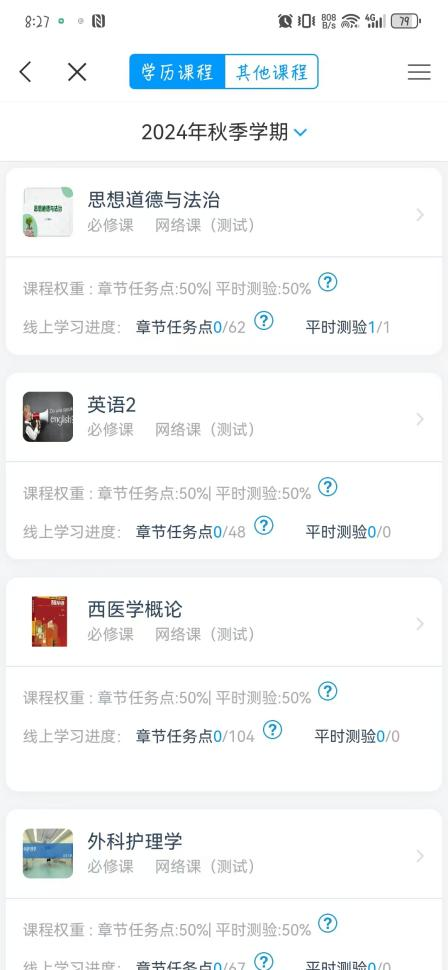 8:27
808
B/s
4G
79
学历课程 其他课程
2024年秋季学期
思想道德与法治
必修课 网络课（测试）
课程权重 : 章节任务点:50%| 平时测验:50% ?
线上学习进度： 章节任务点0/62 ? 平时测验1/1
英语2
必修课 网络课（测试）
课程权重 : 章节任务点:50%| 平时测验:50% ?
线上学习进度： 章节任务点0/48 ? 平时测验0/0
西医学概论
必修课 网络课（测试）
课程权重 : 章节任务点:50%| 平时测验:50% ?
线上学习进度： 章节任务点0/104 ? 平时测验0/0
外科护理学
必修课 网络课（测试）
课程权重 : 章节任务点:50%| 平时测验:50% ?
线上学习进度： 章节任务点0/67 ? 平时测验0/0